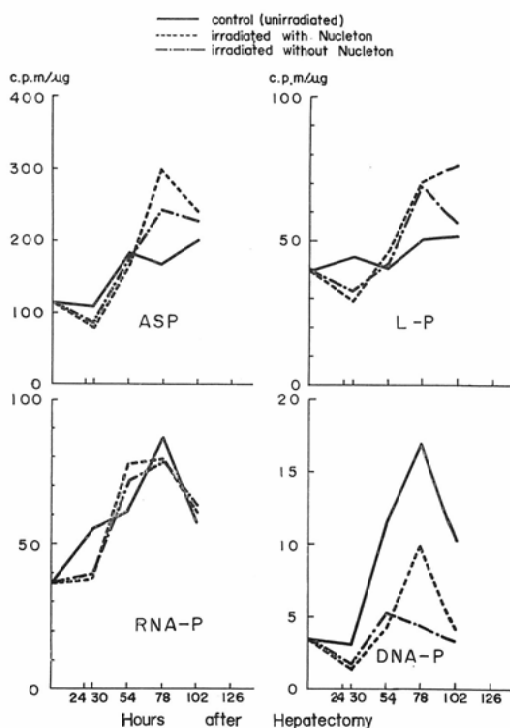 control (unirradiated)
irradiated with Nucleton
irradiated without Nucleton
c.p.m/μg
400
300
200
100
0
ASP
c.p.m/μg
100
50
0
L-P
100
50
0
RNA-P
24 30 54 78 102 126
20
15
10
5
0
DNA-P
24 30 54 78 102 126
Hours after Hepatectomy